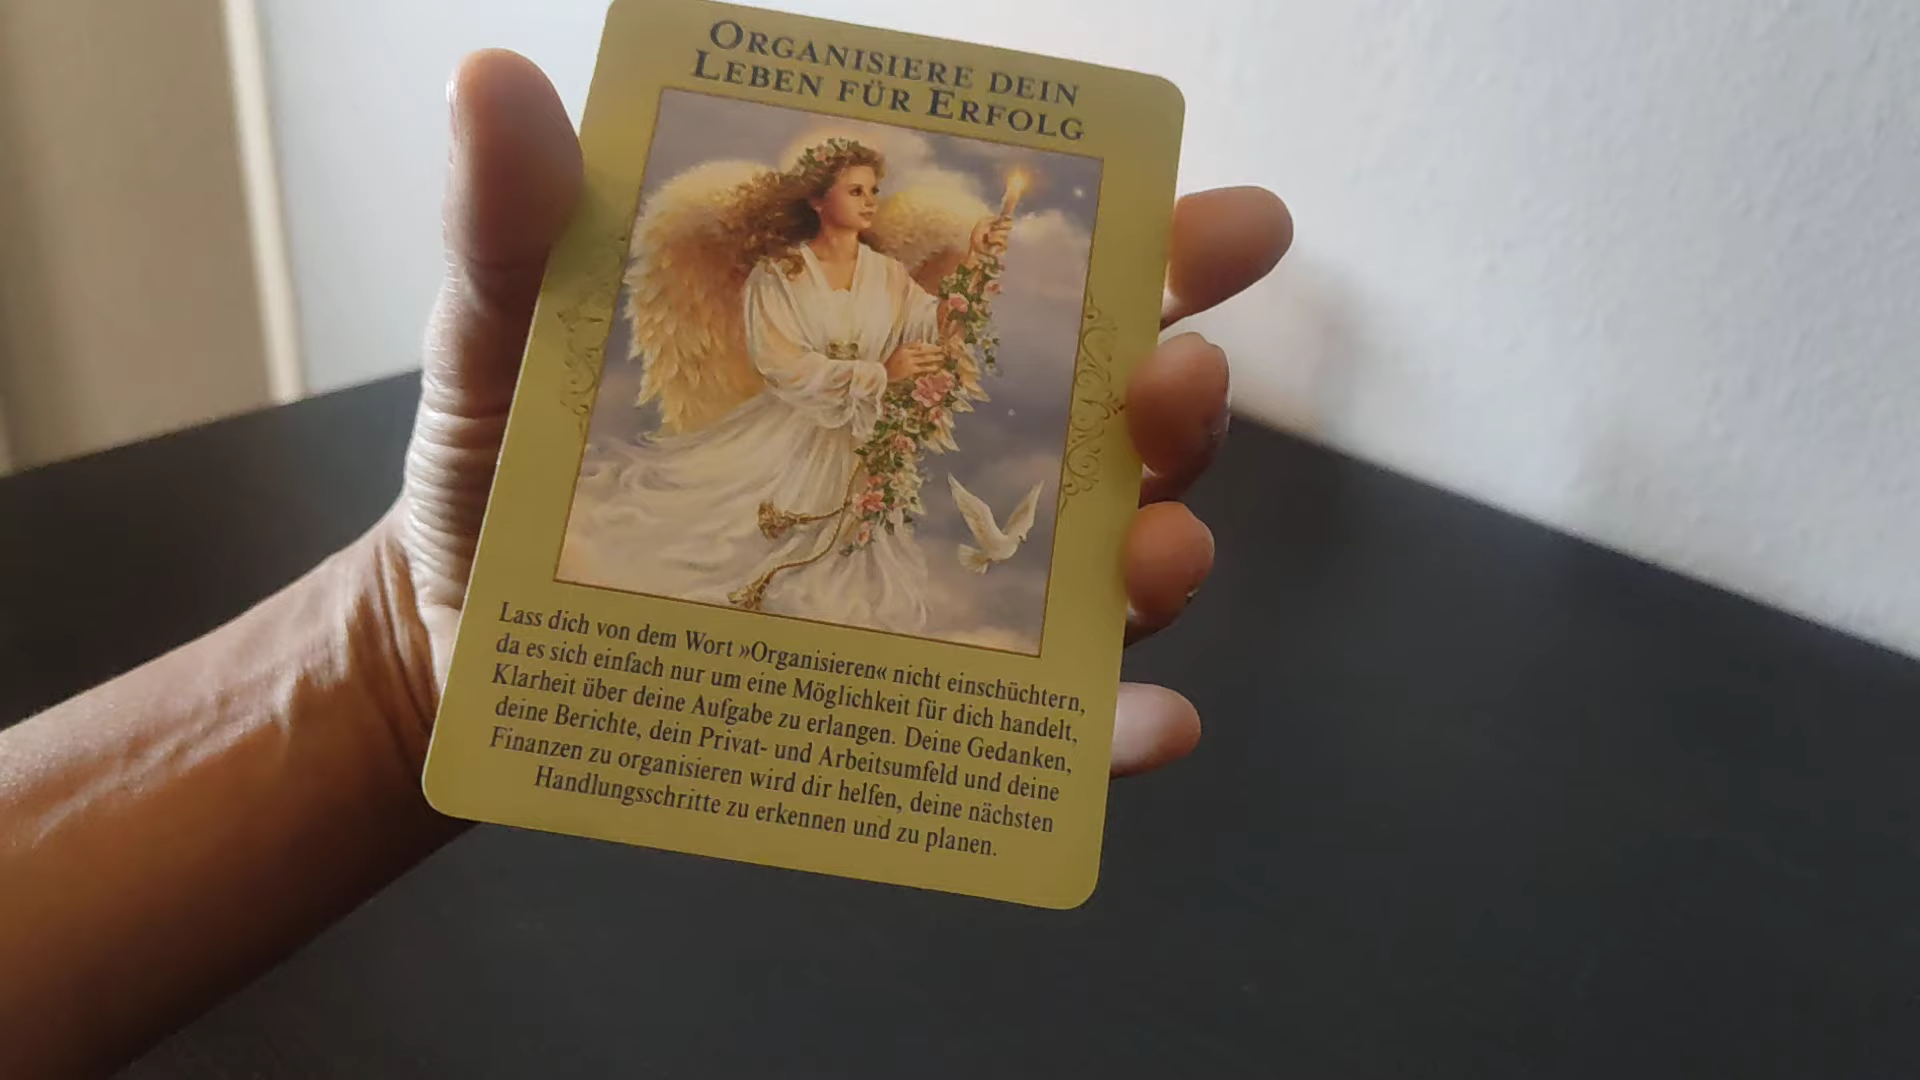 ORGANISIERE DEIN
LEBEN FÜR ERFOLG
Lass dich von dem Wort »Organisieren« nicht einschüchtern,
da es sich einfach nur um eine Möglichkeit für dich handelt,
Klarheit über deine Aufgabe zu erlangen. Deine Gedanken,
deine Berichte, dein Privat- und Arbeitsumfeld und deine
Finanzen zu organisieren wird dir helfen, deine nächsten
Handlungsschritte zu erkennen und zu planen.